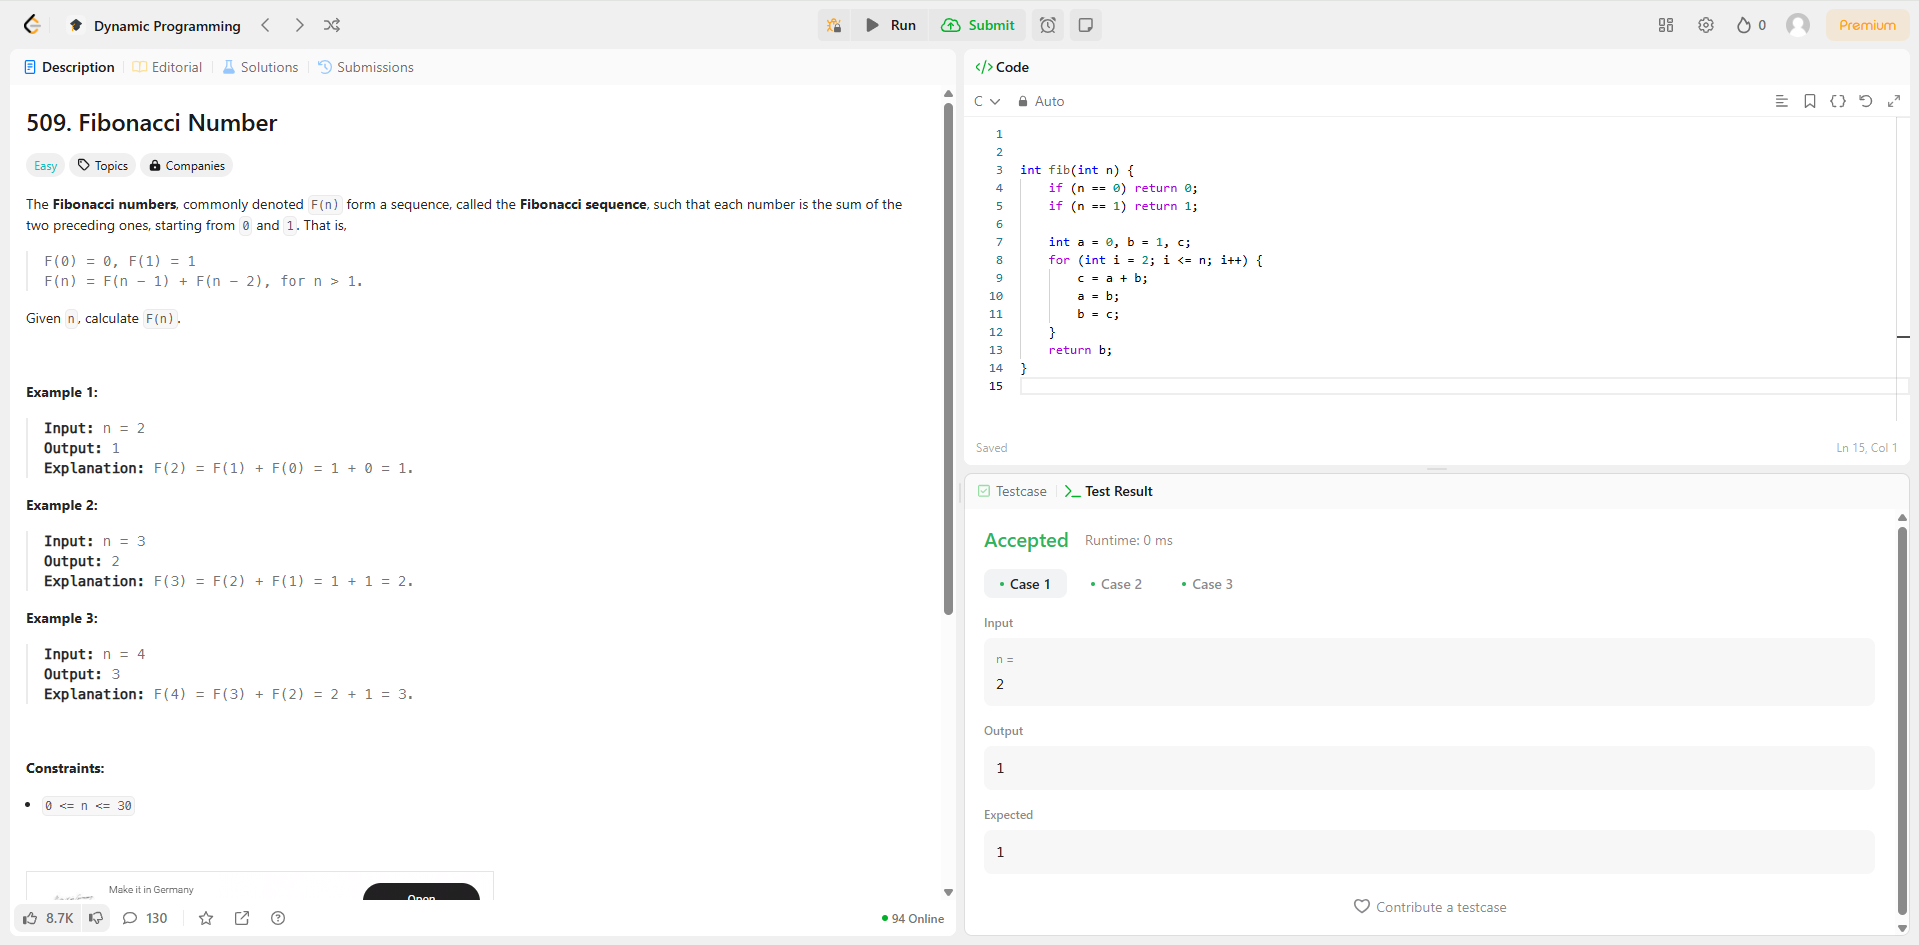 Dynamic Programming
Run
Submit
0
Premium
Description
Editorial
Solutions
Submissions
509. Fibonacci Number
Easy
Topics
Companies
The Fibonacci numbers, commonly denoted F(n) form a sequence, called the Fibonacci sequence, such that each number is the sum of the
two preceding ones, starting from 0 and 1. That is,
F(0) = 0, F(1) = 1
F(n) = F(n - 1) + F(n - 2), for n > 1.
Given n, calculate F(n).
Example 1:
Input: n = 2
Output: 1
Explanation: F(2) = F(1) + F(0) = 1 + 0 = 1.
Example 2:
Input: n = 3
Output: 2
Explanation: F(3) = F(2) + F(1) = 1 + 1 = 2.
Example 3:
Input: n = 4
Output: 3
Explanation: F(4) = F(3) + F(2) = 2 + 1 = 3.
Constraints:
0 <= n <= 30
Make it in Germany
Open
8.7K
130
94 Online
</> Code
C
Auto
1
2
3 int fib(int n) {
4 if (n == 0) return 0;
5 if (n == 1) return 1;
6
7 int a = 0, b = 1, c;
8 for (int i = 2; i <= n; i++) {
9 c = a + b;
10 a = b;
11 b = c;
12 }
13 return b;
14 }
15
Saved
Ln 15, Col 1
Testcase
Test Result
Accepted
Runtime: 0 ms
Case 1
Case 2
Case 3
Input
n =
2
Output
1
Expected
1
Contribute a testcase